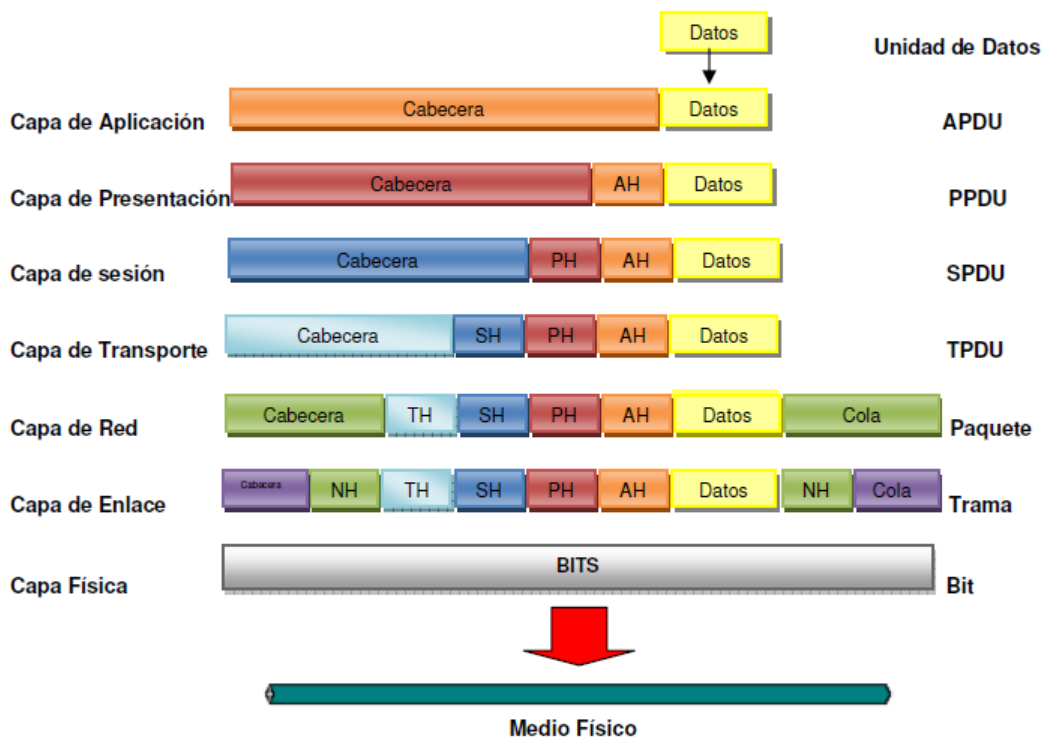 Datos
Unidad de Datos
Capa de Aplicación Cabecera Datos APDU
Capa de Presentación Cabecera AH Datos PPDU
Capa de sesión Cabecera PH AH Datos SPDU
Capa de Transporte Cabecera SH PH AH Datos TPDU
Capa de Red Cabecera TH SH PH AH Datos Cola Paquete
Capa de Enlace Cabecera NH TH SH PH AH Datos NH Cola Trama
Capa Física BITS Bit
Medio Físico